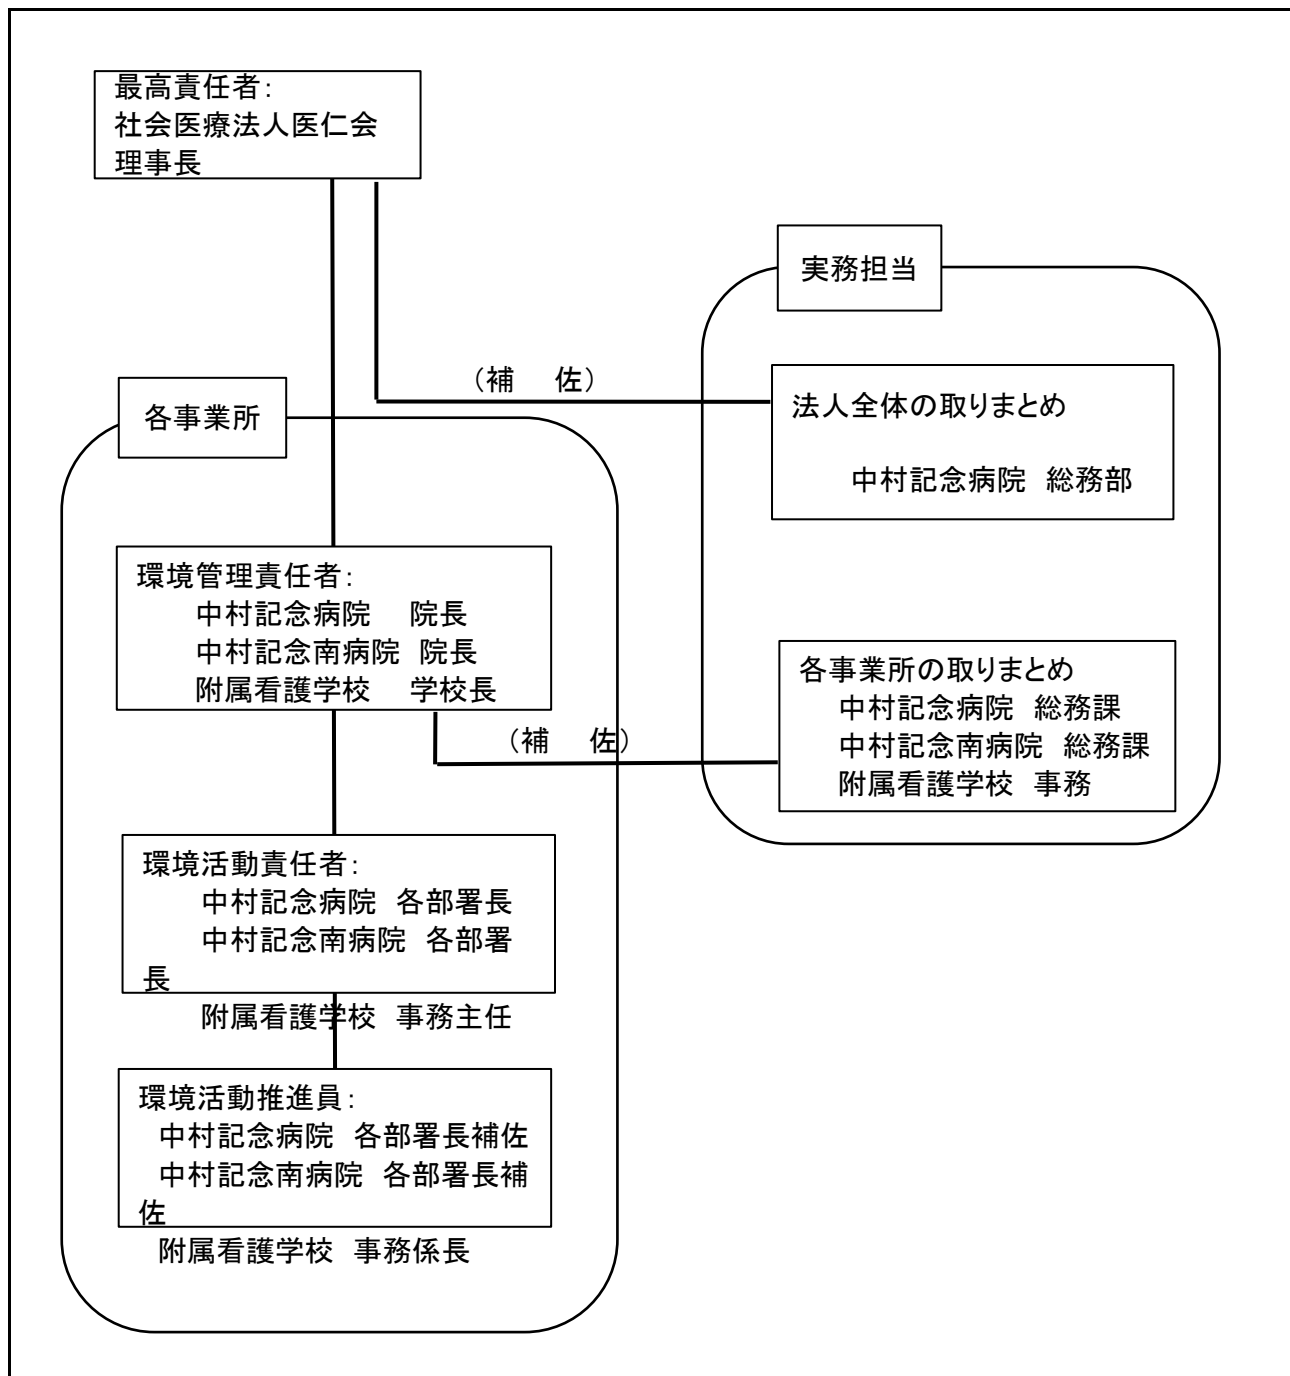 最高責任者：
社会医療法人医仁会
理事長
実務担当
（補　佐）
法人全体の取りまとめ
中村記念病院　総務部
各事業所
環境管理責任者：
中村記念病院　院長
中村記念南病院　院長
附属看護学校　学校長
（補　佐）
各事業所の取りまとめ
中村記念病院　総務課
中村記念南病院　総務課
附属看護学校　事務
環境活動責任者：
中村記念病院　各部署長
中村記念南病院　各部署
長
附属看護学校　事務主任
環境活動推進員：
中村記念病院　各部署長補佐
中村記念南病院　各部署長補
佐
附属看護学校　事務係長